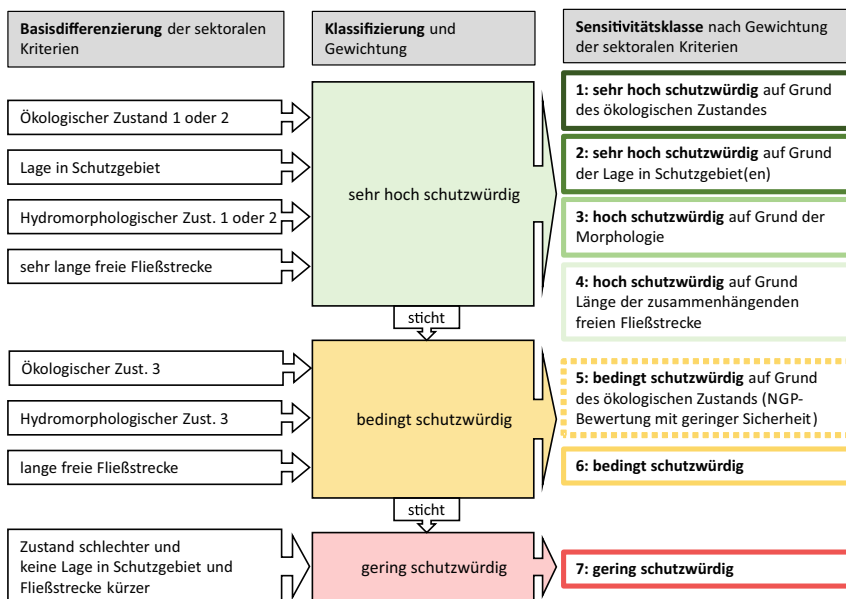 Basisdifferenzierung der sektoralen
Kriterien
Klassifizierung und
Gewichtung
Sensitivitätsklasse nach Gewichtung
der sektoralen Kriterien
Ökologischer Zustand 1 oder 2
Lage in Schutzgebiet
Hydromorphologischer Zust. 1 oder 2
sehr lange freie Fließstrecke
sehr hoch schutzwürdig
1: sehr hoch schutzwürdig auf Grund
des ökologischen Zustandes
2: sehr hoch schutzwürdig auf Grund
der Lage in Schutzgebiet(en)
3: hoch schutzwürdig auf Grund der
Morphologie
4: hoch schutzwürdig auf Grund
Länge der zusammenhängenden
freien Fließstrecke
sticht
Ökologischer Zust. 3
Hydromorphologischer Zust. 3
lange freie Fließstrecke
bedingt schutzwürdig
5: bedingt schutzwürdig auf Grund
des ökologischen Zustands (NGP-
Bewertung mit geringer Sicherheit)
6: bedingt schutzwürdig
sticht
Zustand schlechter und
keine Lage in Schutzgebiet und
Fließstrecke kürzer
gering schutzwürdig
7: gering schutzwürdig